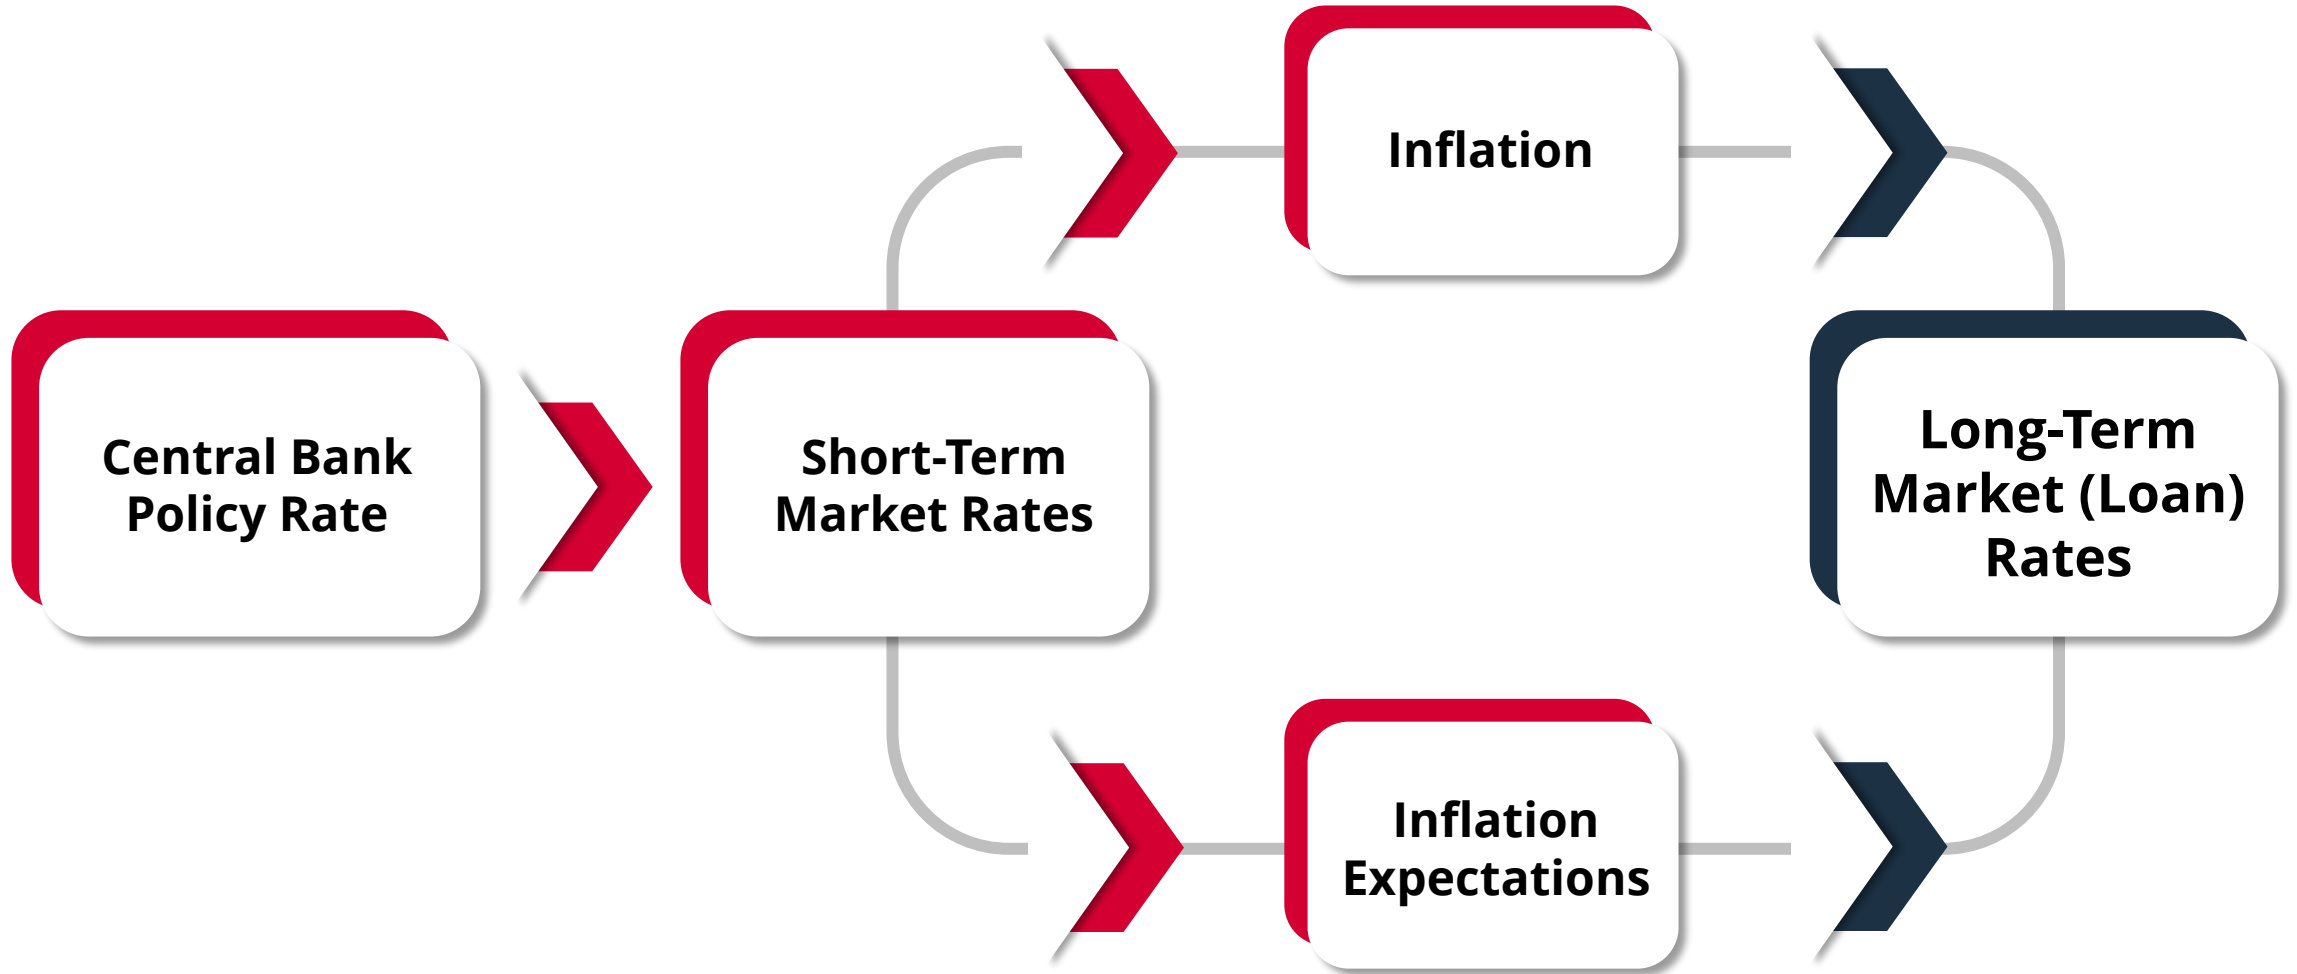 Central Bank
Policy Rate
Short-Term
Market Rates
Inflation
Inflation
Expectations
Long-Term
Market (Loan)
Rates